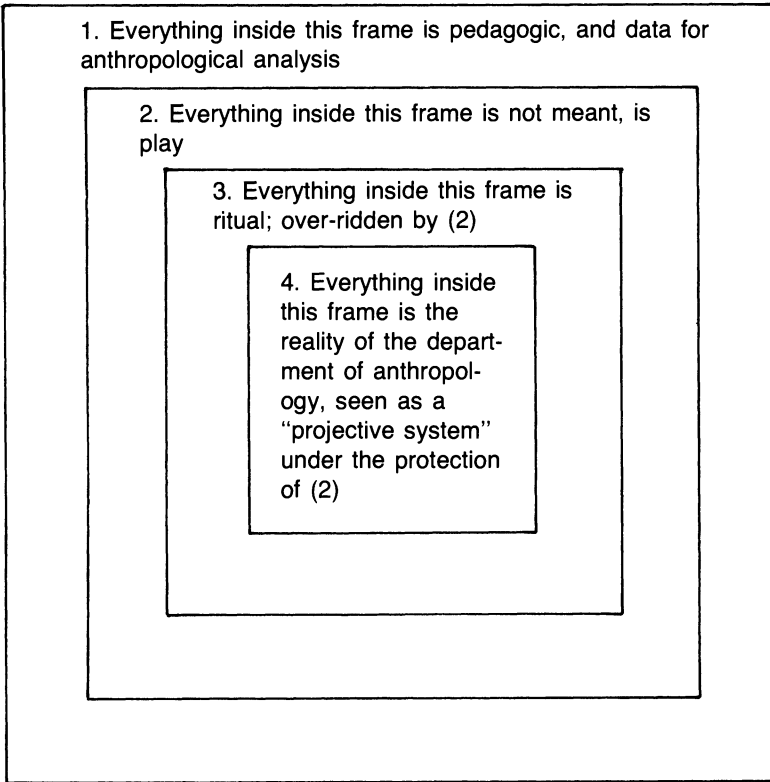 1. Everything inside this frame is pedagogic, and data for
anthropological analysis
2. Everything inside this frame is not meant, is
play
3. Everything inside this frame is
ritual; over-ridden by (2)
4. Everything inside
this frame is the
reality of the depart-
ment of anthropol-
ogy, seen as a
“projective system”
under the protection
of (2)